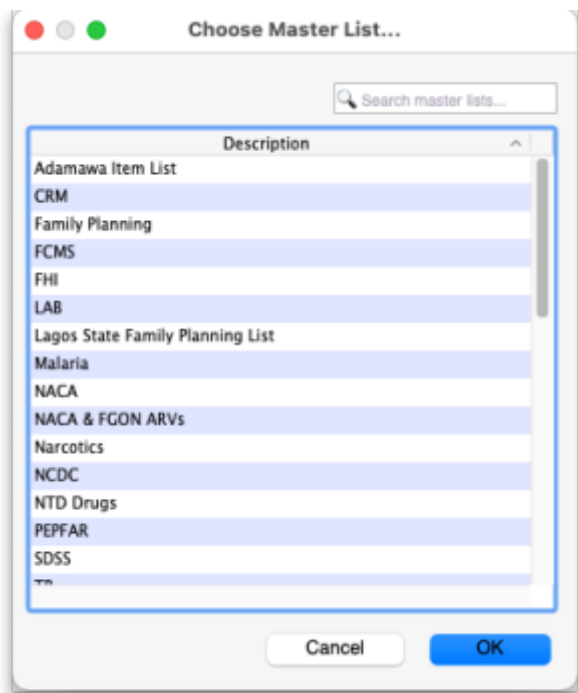 Choose Master List...
Search master lists...
Description
Adamawa Item List
CRM
Family Planning
FCMS
FHI
LAB
Lagos State Family Planning List
Malaria
NACA
NACA & FGON ARVs
Narcotics
NCDC
NTD Drugs
PEPFAR
SDSS
Cancel
OK